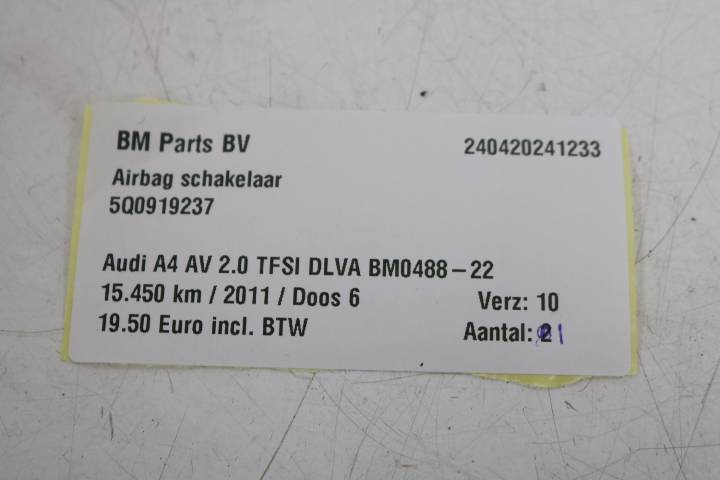 BM Parts BV 240420241233
Airbag schakelaar
5Q0919237
Audi A4 AV 2.0 TFSI DLVA BM0488-22
15.450 km / 2011 / Doos 6 Verz: 10
19.50 Euro incl. BTW Aantal: 1